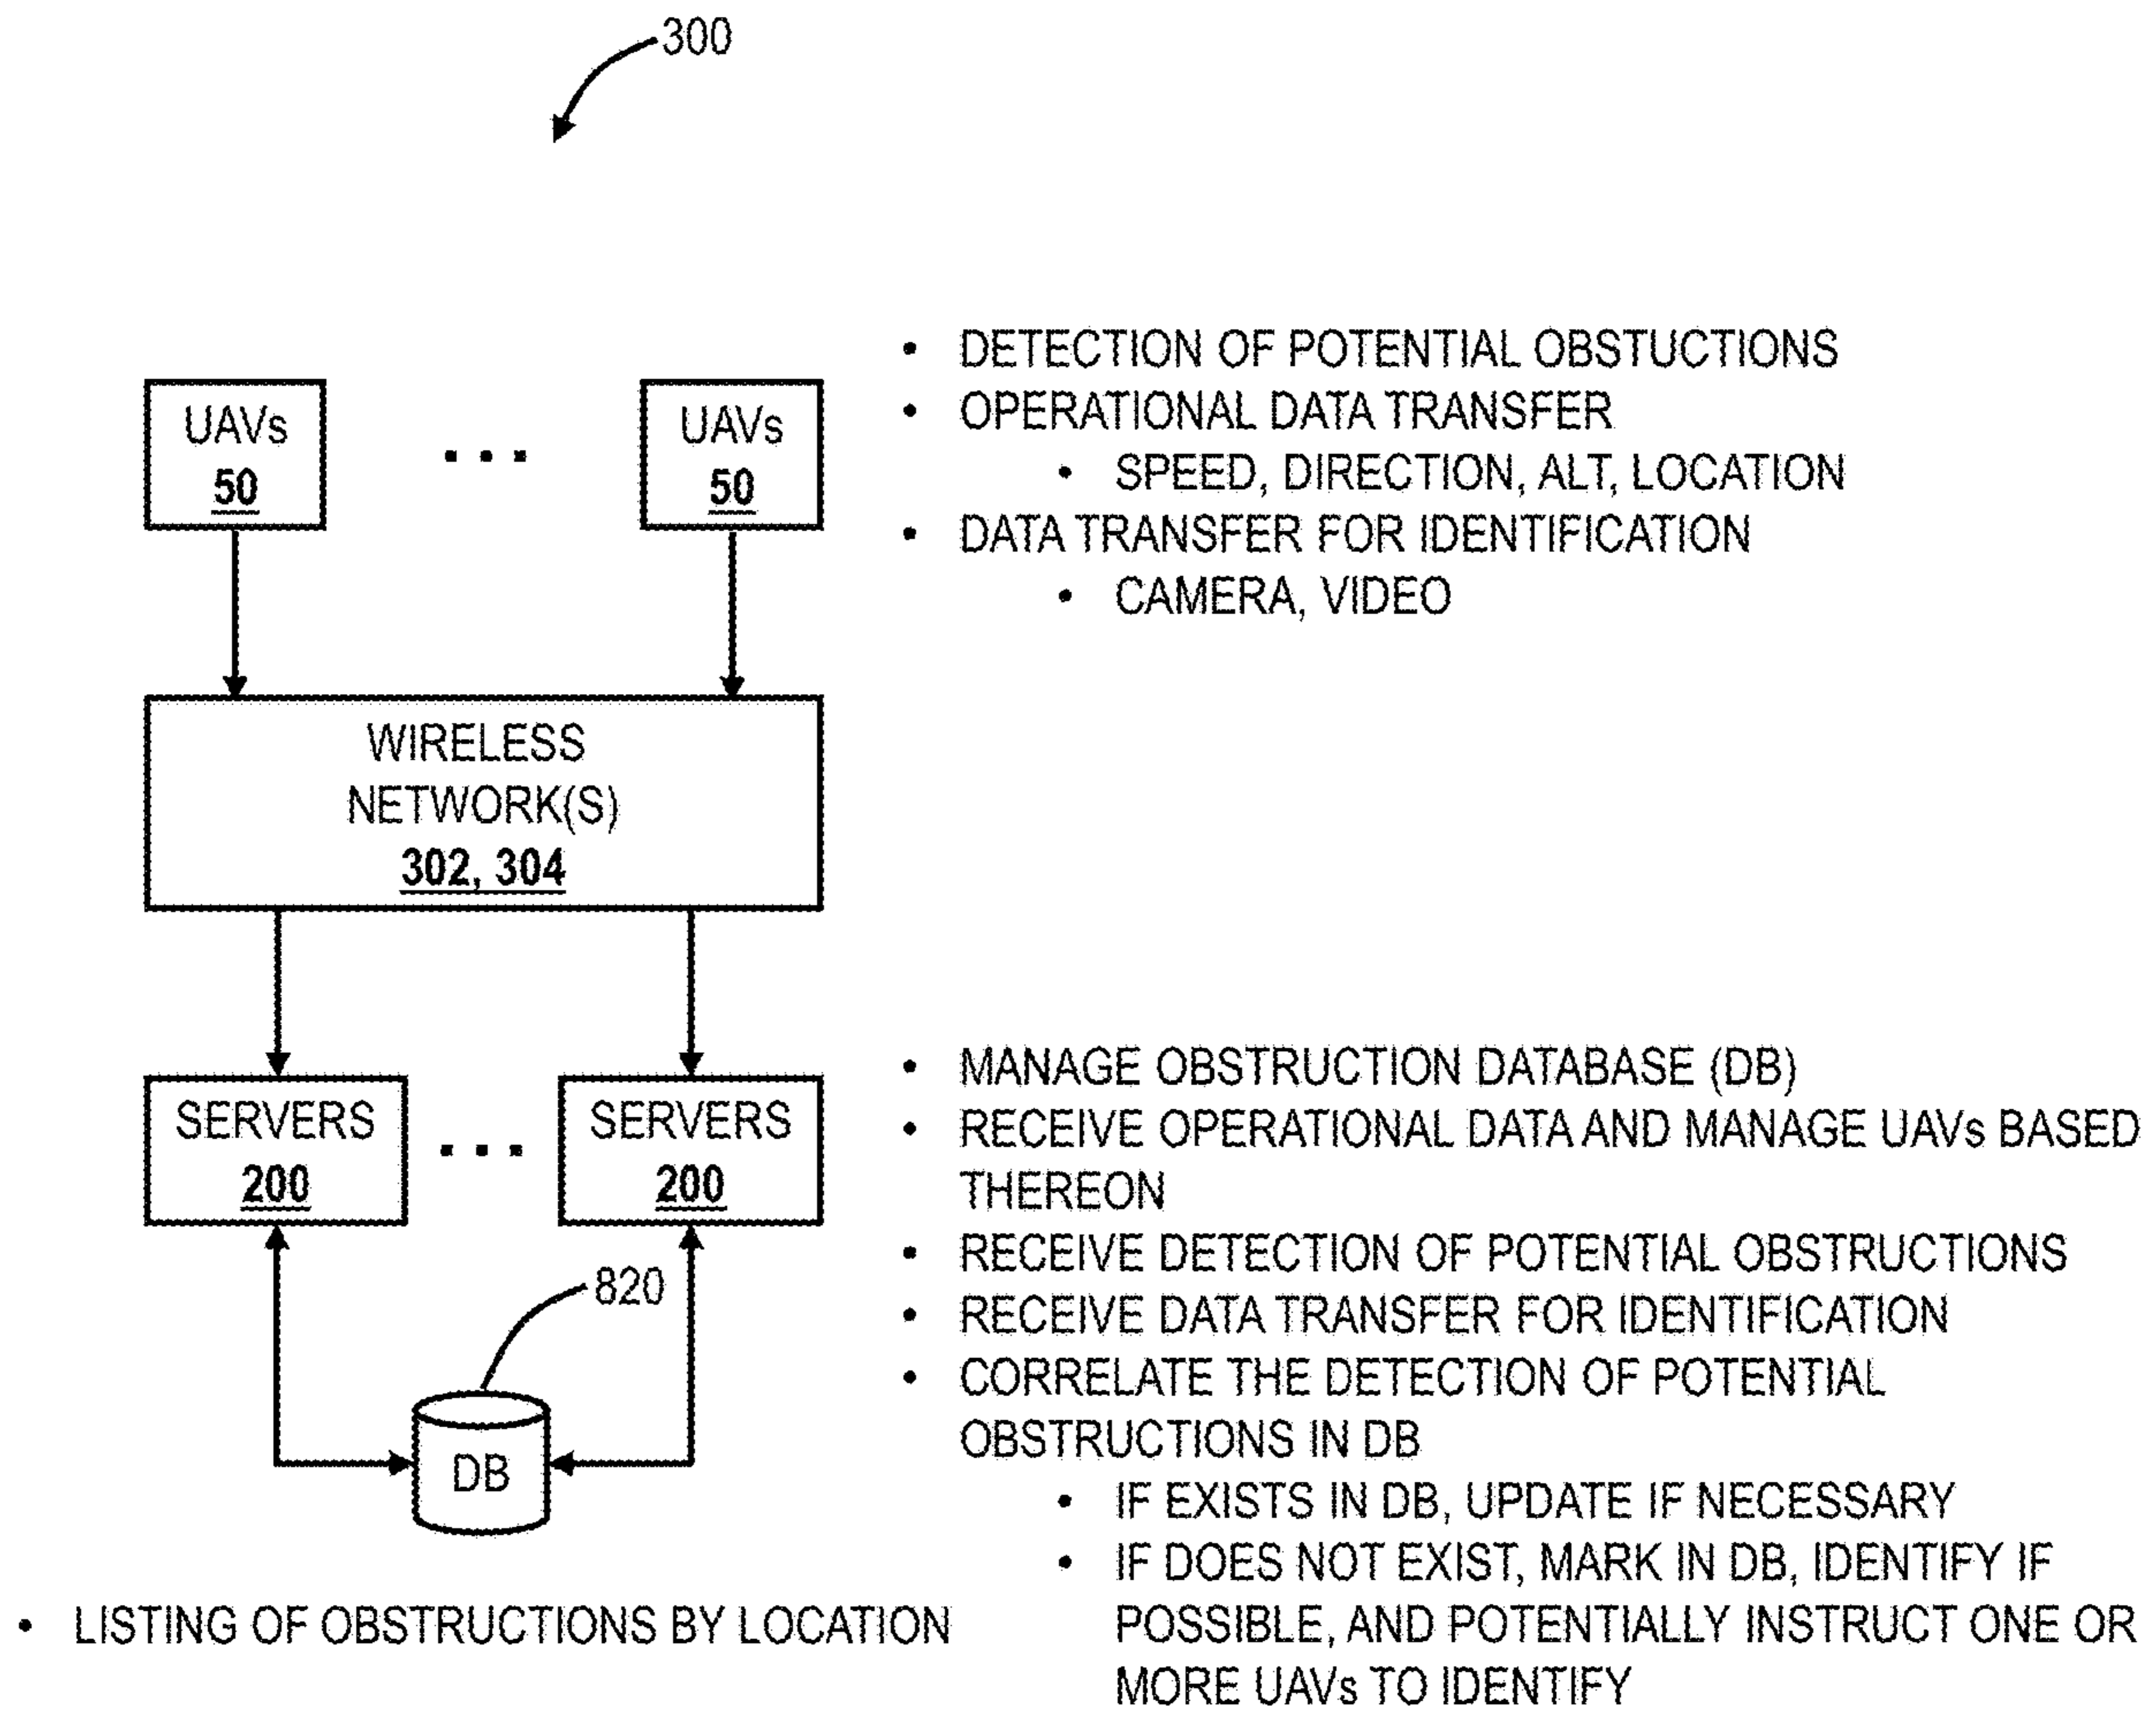 300
UAVs
50
...
UAVs
50
• DETECTION OF POTENTIAL OBSTUCTIONS
• OPERATIONAL DATA TRANSFER
• SPEED, DIRECTION, ALT, LOCATION
• DATA TRANSFER FOR IDENTIFICATION
• CAMERA, VIDEO
WIRELESS
NETWORK(S)
302, 304
SERVERS
200
...
SERVERS
200
820
DB
• LISTING OF OBSTRUCTIONS BY LOCATION
• MANAGE OBSTRUCTION DATABASE (DB)
• RECEIVE OPERATIONAL DATA AND MANAGE UAVs BASED
THEREON
• RECEIVE DETECTION OF POTENTIAL OBSTRUCTIONS
• RECEIVE DATA TRANSFER FOR IDENTIFICATION
• CORRELATE THE DETECTION OF POTENTIAL
OBSTRUCTIONS IN DB
• IF EXISTS IN DB, UPDATE IF NECESSARY
• IF DOES NOT EXIST, MARK IN DB, IDENTIFY IF
POSSIBLE, AND POTENTIALLY INSTRUCT ONE OR
MORE UAVs TO IDENTIFY